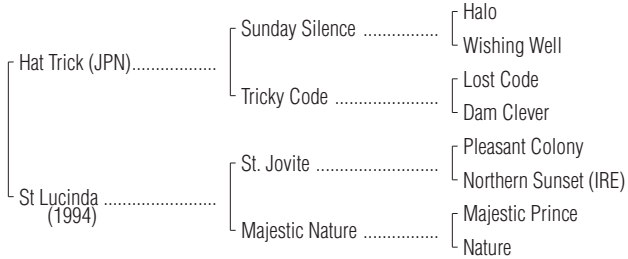 Halo
Sunday Silence ..................
Wishing Well
Hat Trick (JPN)....................
Lost Code
Tricky Code ........................
Dam Clever
Pleasant Colony
St. Jovite ............................
Northern Sunset (IRE)
St Lucinda ..........................
(1994)
Majestic Prince
Majestic Nature .................
Nature